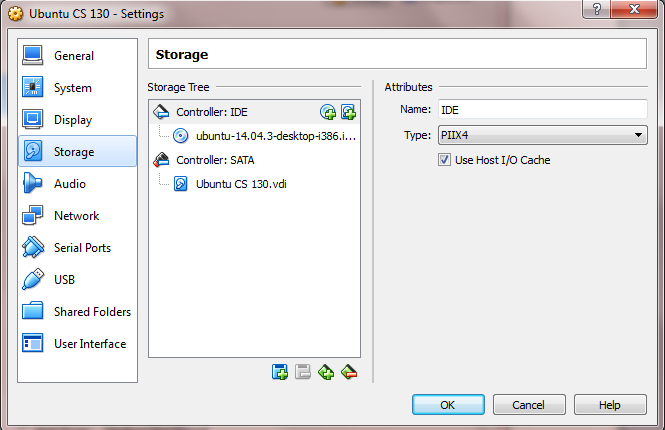 Ubuntu CS 130 - Settings
General
System
Display
Storage
Audio
Network
Serial Ports
USB
Shared Folders
User Interface
Storage
Storage Tree
Controller: IDE
ubuntu-14.04.3-desktop-i386.i...
Controller: SATA
Ubuntu CS 130.vdi
Attributes
Name: IDE
Type: PIIX4
Use Host I/O Cache
OK Cancel Help